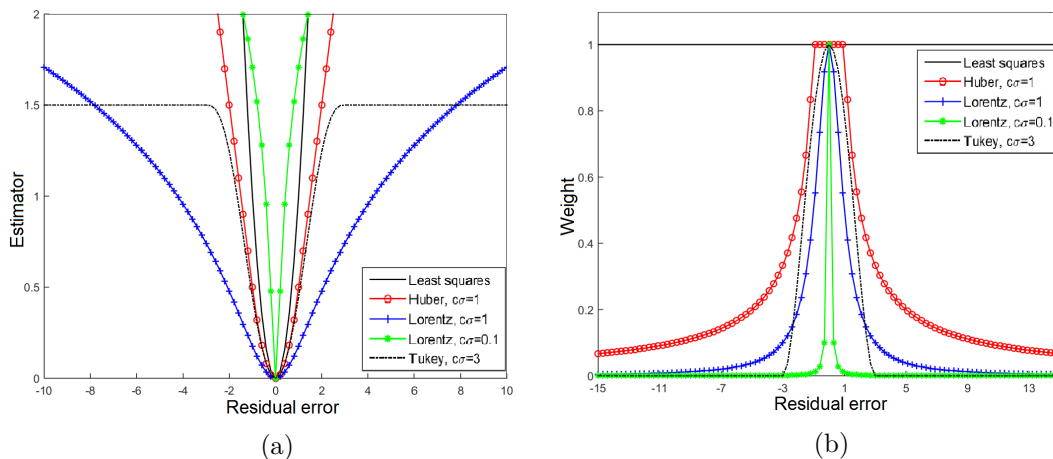 2
1.5
1
0.5
0
Estimator
-10 -8 -6 -4 -2 0 2 4 6 8 10
Residual error
Least squares
Huber, cσ=1
Lorentz, cσ=1
Lorentz, cσ=0.1
Tukey, cσ=3
(a)
1
0.8
0.6
0.4
0.2
0
Weight
-15 -11 -7 -3 1 5 9 13
Residual error
Least squares
Huber, cσ=1
Lorentz, cσ=1
Lorentz, cσ=0.1
Tukey, cσ=3
(b)